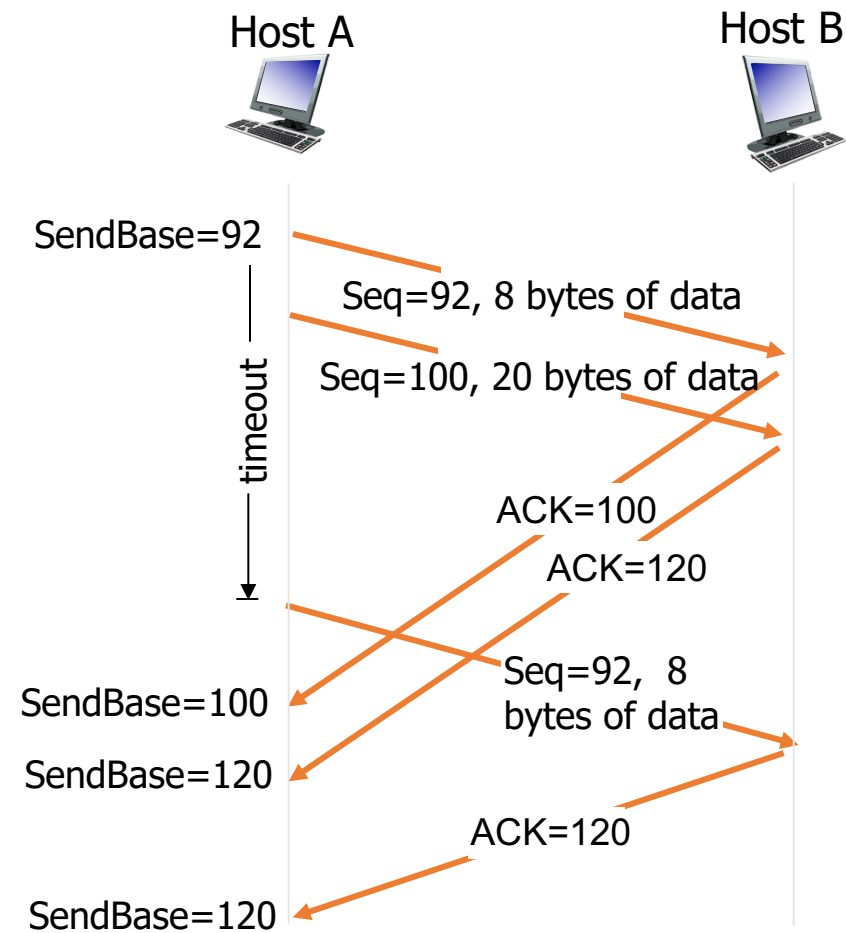 Host A
Host B
SendBase=92
Seq=92, 8 bytes of data
Seq=100, 20 bytes of data
timeout
ACK=100
ACK=120
Seq=92, 8
bytes of data
SendBase=100
SendBase=120
ACK=120
SendBase=120